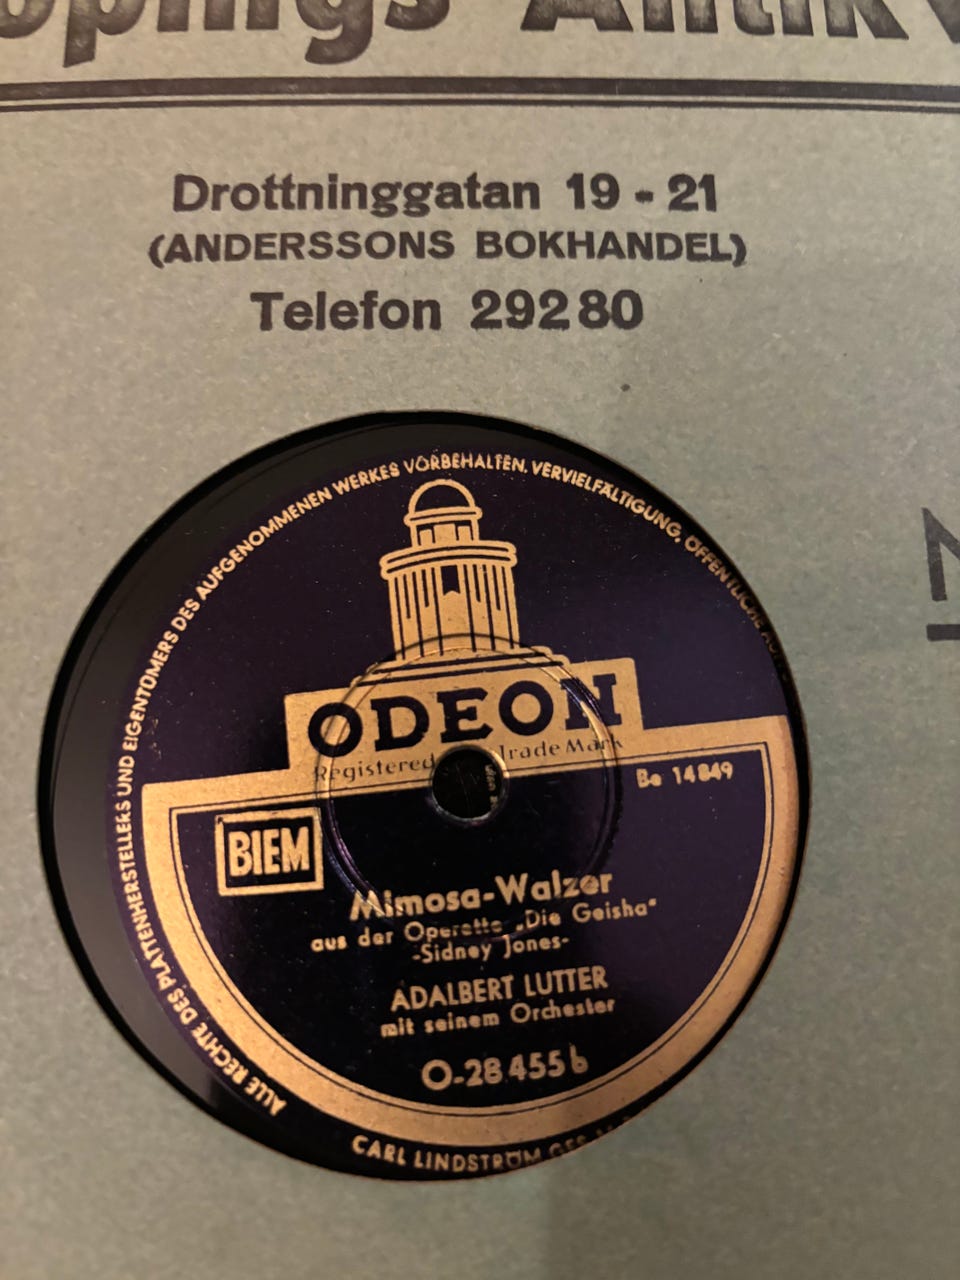 Drottninggatan 19 - 21
(ANDERSSONS BOKHANDEL)
Telefon 29280
ALLE RECHTE DES PLATTENHERSTELLERS UND EIGENTÜMERS DES AUFGENOMMENEN WERKES VORBEHALTEN. VERVIELFÄLTIGUNG, ÖFFENTLICHE
ODEON
Registered Trade Mark
Be 14849
BIEM
Mimosa-Walzer
aus der Operette „Die Geisha"
-Sidney Jones-
ADALBERT LUTTER
mit seinem Orchester
O-28455b
CARL LINDSTRÖM GES.